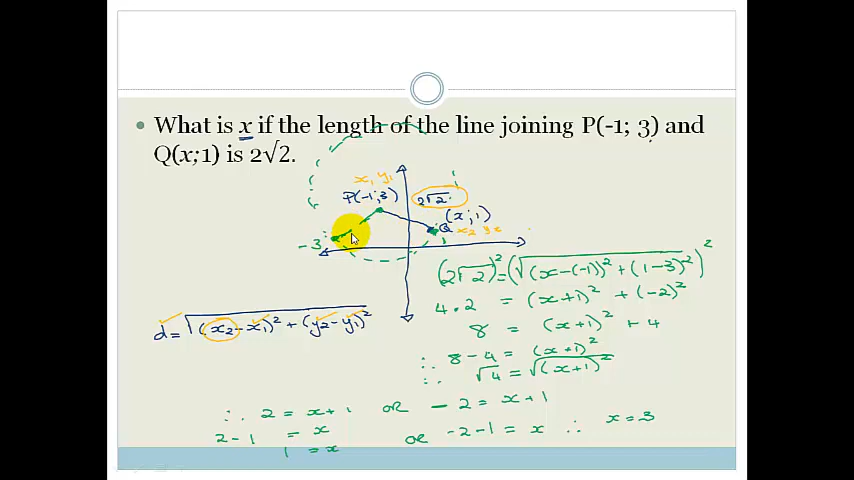 What is x if the length of the line joining P(-1; 3) and
Q(x;1) is 2√2.
x₁ y₁
P(-1;3)
2√2
(x;1)
Q x₂
-3
(2√2)² = (√(x-(-1))² + (1-3)²)²
4.2 = (x+1)² + (-2)²
8 = (x+1)² + 4
∴ 8-4 = (x+1)²
∴ √4 = √(x+1)²
d = √(x₂-x₁)² + (y₂-y₁)²
∴ 2 = x+1 or -2 = x+1
2-1 = x or -2-1 = x ∴ x=3
1 = x